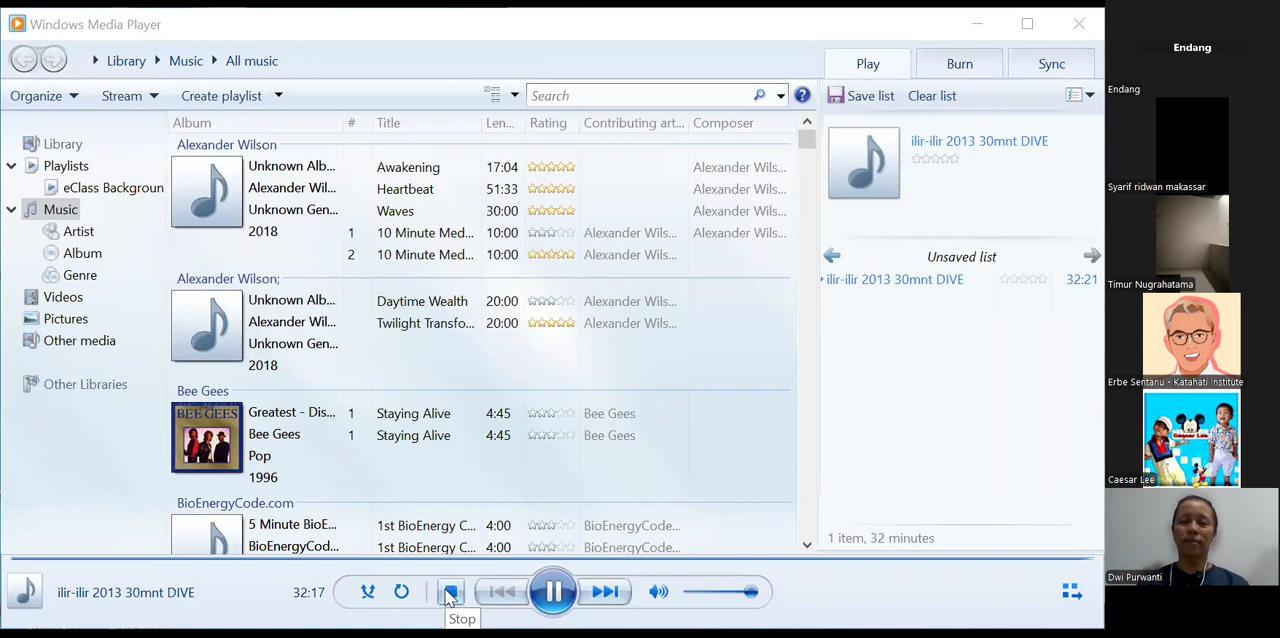 Windows Media Player
Library Music All music
Play Burn Sync
Organize Stream Create playlist
Search
Save list Clear list
Library
Playlists
eClass Backgroun
Music
Artist
Album
Genre
Videos
Pictures
Other media
Other Libraries
Album # Title Len... Rating Contributing art... Composer
Alexander Wilson
Unknown Alb... Awakening 17:04 Alexander Wils...
Alexander Wil... Heartbeat 51:33 Alexander Wils...
Unknown Gen... Waves 30:00 Alexander Wils...
2018 1 10 Minute Med... 10:00 Alexander Wils... Alexander Wils...
2 10 Minute Med... 10:00 Alexander Wils...
Alexander Wilson;
Unknown Alb... Daytime Wealth 20:00 Alexander Wils...
Alexander Wil... Twilight Transfo... 20:00 Alexander Wils...
Unknown Gen...
2018
Bee Gees
BEE GEES
Greatest - Dis... 1 Staying Alive 4:45 Bee Gees
Bee Gees 1 Staying Alive 4:45 Bee Gees
Pop
1996
BioEnergyCode.com
5 Minute BioE... 1st BioEnergy C... 4:00 BioEnergyCode...
BioEnergyCod... 1st BioEnergy C... 4:00 BioEnergyCode...
ilir-ilir 2013 30mnt DIVE
Unsaved list
ilir-ilir 2013 30mnt DIVE 32:21
1 item, 32 minutes
ilir-ilir 2013 30mnt DIVE 32:17
Stop
Endang
Endang
Syarif ridwan makassar
Timur Nugrahatama
Erbe Sentanu - Katahati Institute
Caesar Lee
Caesar Lee
Dwi Purwanti